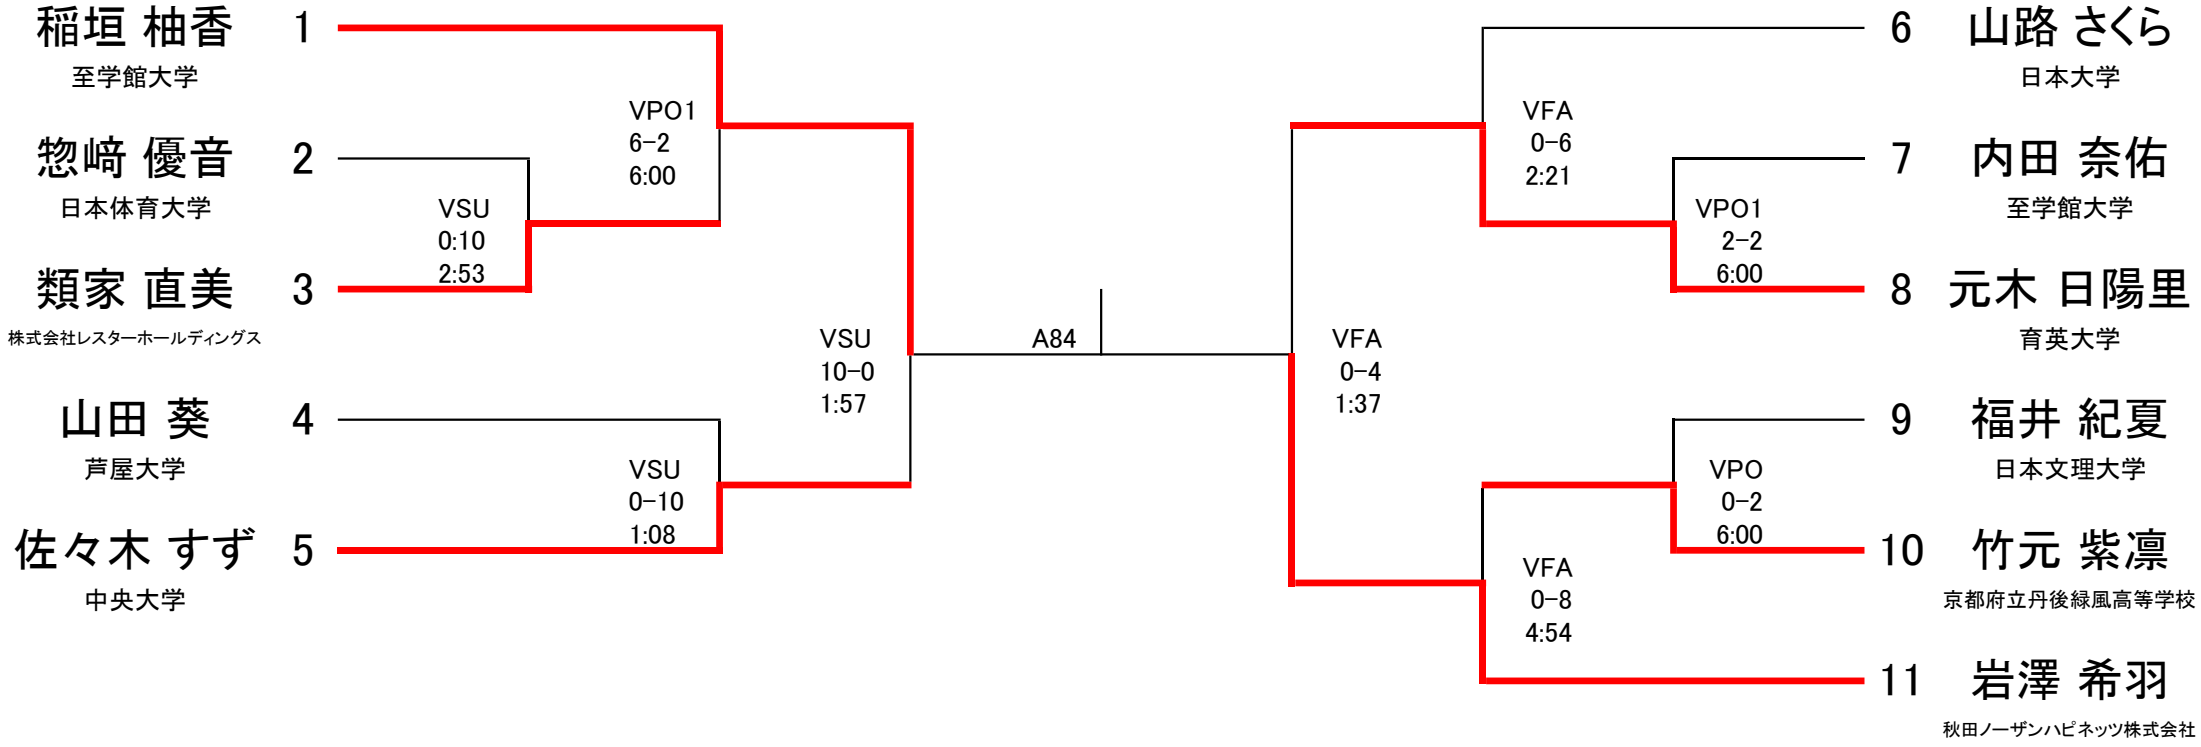 稲垣 柚香 1
至学館大学
VPO1
6-2
6:00
惣﨑 優音 2
日本体育大学
VSU
0:10
2:53
類家 直美 3
株式会社レスターホールディングス
VSU
10-0
1:57
山田 葵 4
芦屋大学
VSU
0-10
1:08
佐々木 すず 5
中央大学
A84
6 山路 さくら
日本大学
VFA
0-6
2:21
7 内田 奈佑
至学館大学
VPO1
2-2
6:00
8 元木 日陽里
育英大学
VFA
0-4
1:37
9 福井 紀夏
日本文理大学
VPO
0-2
6:00
10 竹元 紫凛
京都府立丹後緑風高等学校
VFA
0-8
4:54
11 岩澤 希羽
秋田ノーザンハピネッツ株式会社